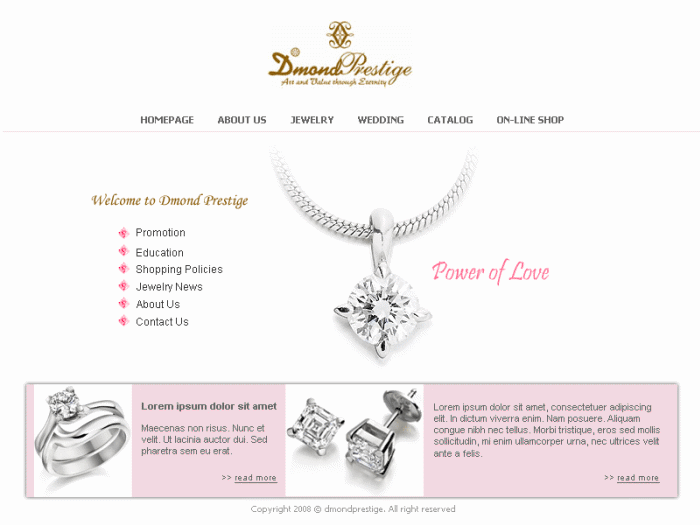 DmondPrestige
Art and Value through Eternity
HOMEPAGE ABOUT US JEWELRY WEDDING CATALOG ON-LINE SHOP
Welcome to Dmond Prestige
Promotion
Education
Shopping Policies
Jewelry News
About Us
Contact Us
Power of Love
Lorem ipsum dolor sit amet
Maecenas non risus. Nunc et
velit. Ut lacinia auctor dui. Sed
pharetra sem eu erat.
>> read more
Lorem ipsum dolor sit amet, consectetuer adipiscing
elit. In dictum viverra sem. Nam posuere. Aliquam
congue nibh nec tellus. Morbi tristique, eros sed mollis
sollicitudin, mi enim ullamcorper urna, nec ultrices velit
ante a felis.
>> read more
Copyright 2008 © dmondprestige. All right reserved